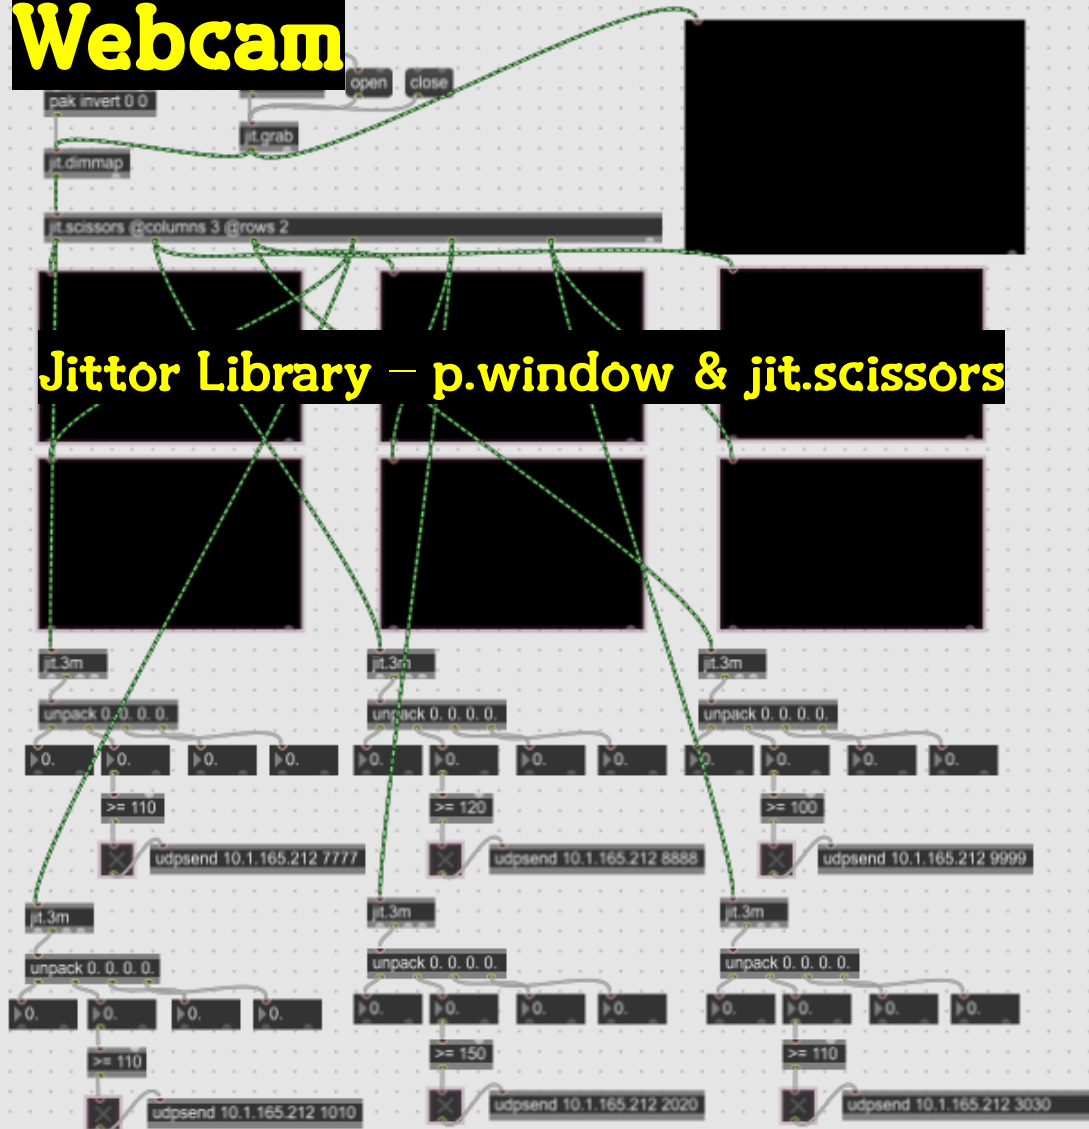 Webcam
open close
pak invert 0 0
jit.grab
jit.dimmap
jit.scissors @columns 3 @rows 2
Jittor Library – p.window & jit.scissors
jit.3m jit.3m jit.3m
unpack 0. 0. 0. 0. unpack 0. 0. 0. 0. unpack 0. 0. 0. 0.
0. 0. 0. 0. 0. 0. 0. 0. 0. 0. 0. 0.
>= 110 >= 120 >= 100
udpsend 10.1.165.212 7777 udpsend 10.1.165.212 8888 udpsend 10.1.165.212 9999
jit.3m jit.3m jit.3m
unpack 0. 0. 0. 0. unpack 0. 0. 0. 0. unpack 0. 0. 0. 0.
0. 0. 0. 0. 0. 0. 0. 0. 0. 0. 0. 0.
>= 110 >= 150 >= 110
udpsend 10.1.165.212 1010 udpsend 10.1.165.212 2020 udpsend 10.1.165.212 3030